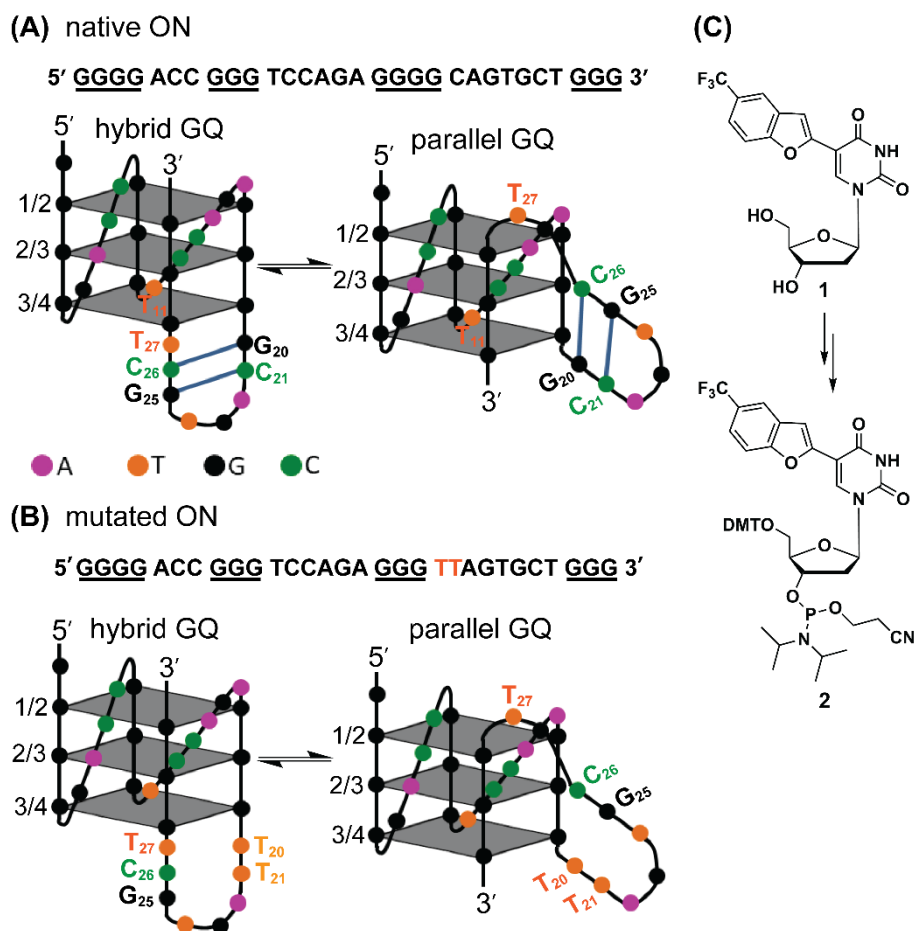 (A) native ON
5′ GGGG ACC GGG TCCAGA GGGG CAGTGCT GGG 3′
hybrid GQ
5′
3′
1/2
2/3
3/4
T11
T27
C26
G25
G20
C21
parallel GQ
5′
T27
1/2
2/3
3/4
T11
C26
G25
G20
C21
3′
A T G C
(B) mutated ON
5′ GGGG ACC GGG TCCAGA GGG TTAGTGCT GGG 3′
hybrid GQ
5′
3′
1/2
2/3
3/4
T27
C26
G25
T20
T21
parallel GQ
5′
T27
1/2
2/3
3/4
C26
G25
T20
T21
3′
(C)
F3C
O
O
NH
N
O
HO
O
HO
1
F3C
O
O
NH
N
O
DMTO
O
O
P
O
CN
N
2